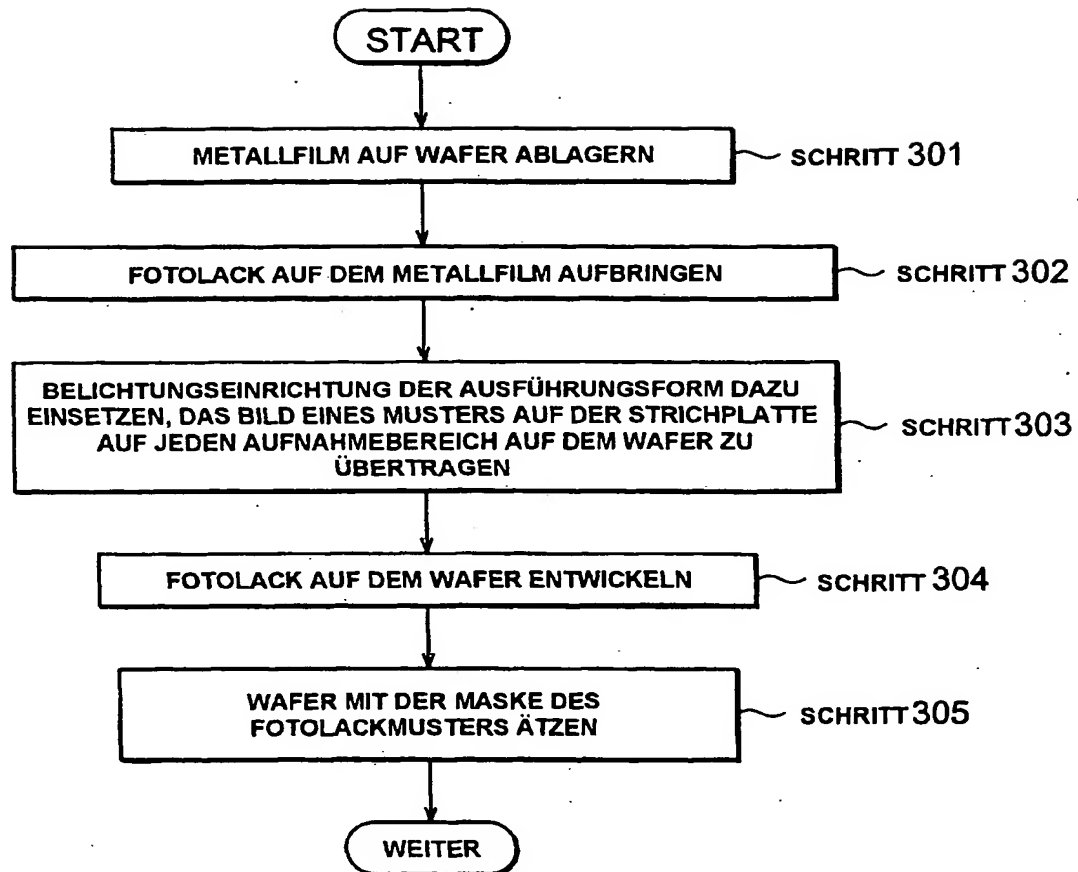 START
METALLFILM AUF WAFER ABLAGERN
SCHRITT 301
FOTOLACK AUF DEM METALLFILM AUFBRINGEN
SCHRITT 302
BELICHTUNGSEINRICHTUNG DER AUSFÜHRUNGSFORM DAZU
EINSETZEN, DAS BILD EINES MUSTERS AUF DER STRICHPLATTE
AUF JEDEN AUFNAHMEBEREICH AUF DEM WAFER ZU
ÜBERTRAGEN
SCHRITT 303
FOTOLACK AUF DEM WAFER ENTWICKELN
SCHRITT 304
WAFER MIT DER MASKE DES
FOTOLACKMUSTERS ÄTZEN
SCHRITT 305
WEITER